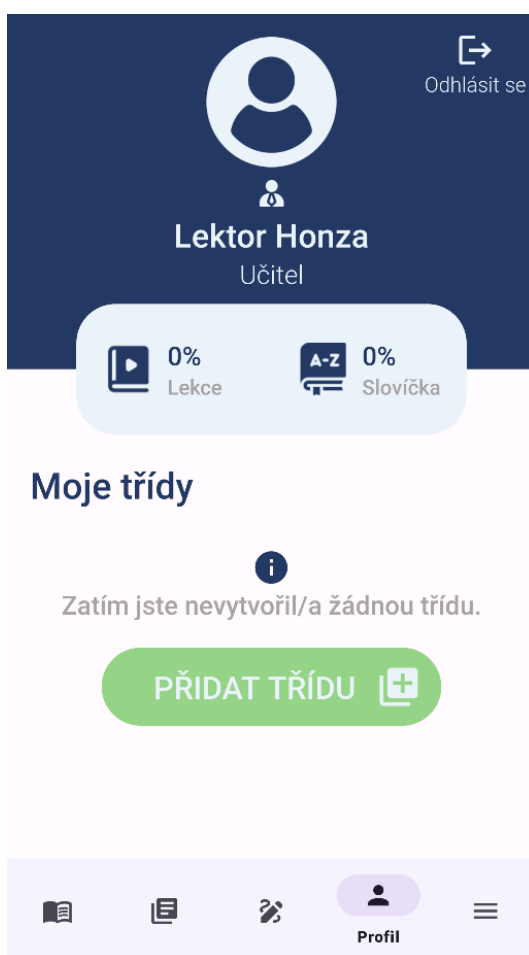 Odhlásit se
Lektor Honza
Učitel
0%
Lekce
A-Z
0%
Slovíčka
Moje třídy
Zatím jste nevytvořil/a žádnou třídu.
PŘIDAT TŘÍDU
Profil